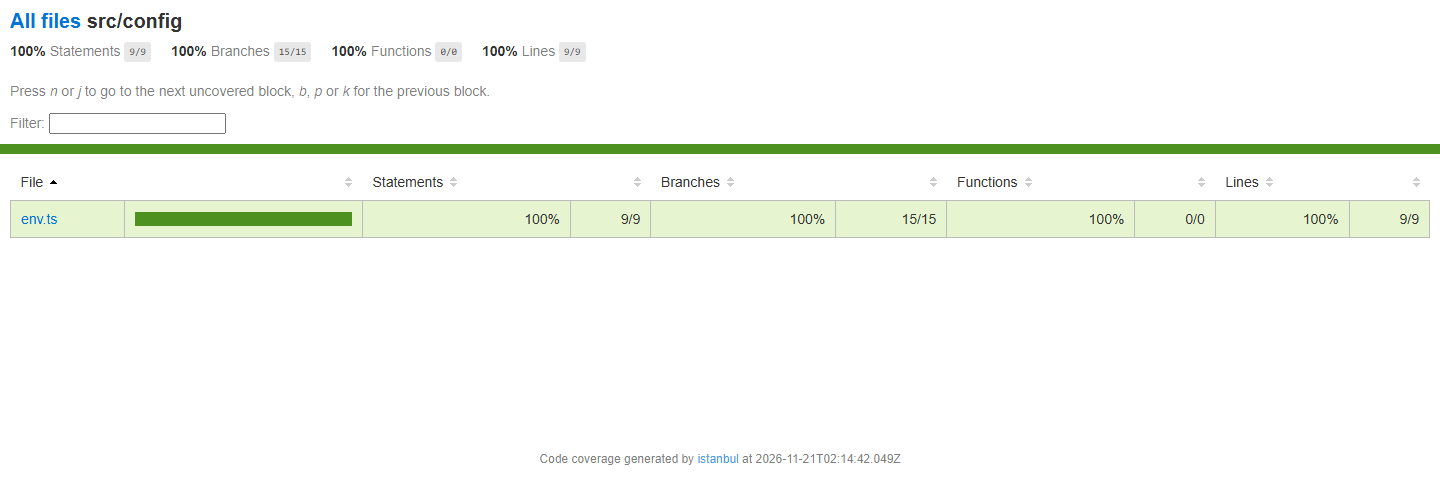 All files src/config
100% Statements 9/9 100% Branches 15/15 100% Functions 0/0 100% Lines 9/9
Press n or j to go to the next uncovered block, b, p or k for the previous block.
Filter:
File Statements Branches Functions Lines
env.ts 100% 9/9 100% 15/15 100% 0/0 100% 9/9
Code coverage generated by istanbul at 2026-11-21T02:14:42.049Z